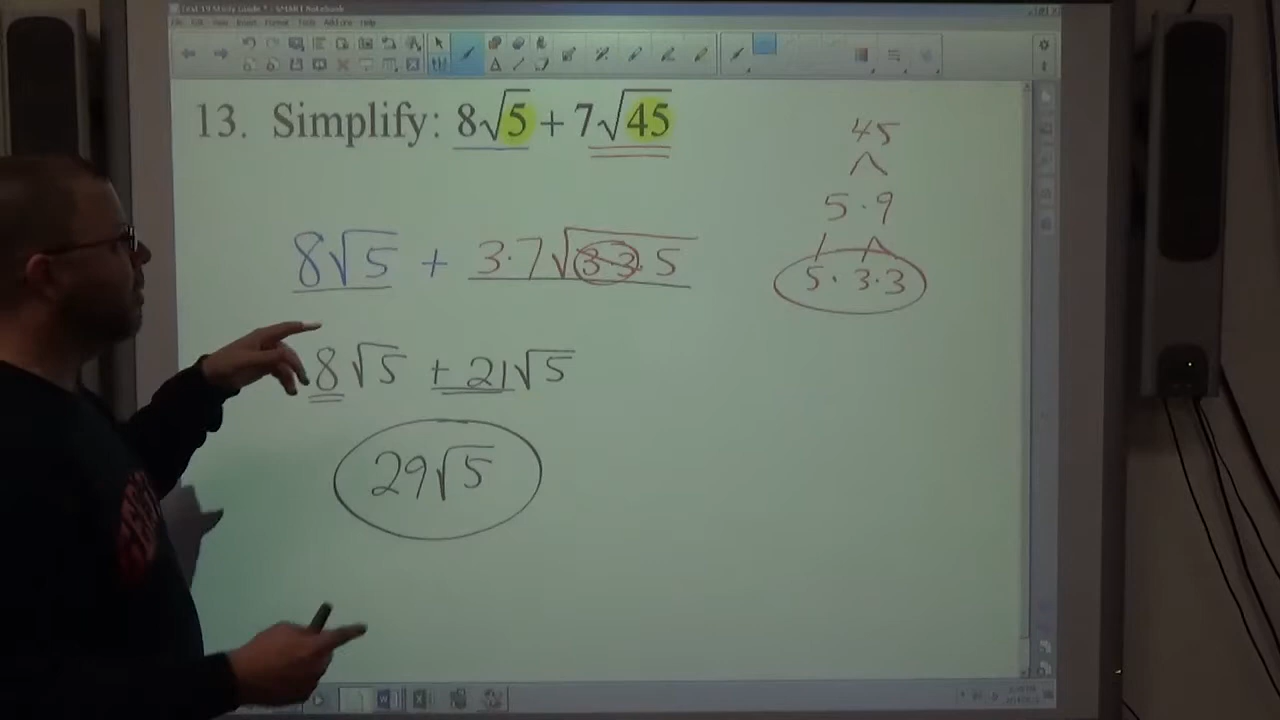 13. Simplify: 8√5 + 7√45
45
5 · 9
5 · 3 · 3
8√5 + 3·7√3·3·5
8√5 + 21√5
29√5